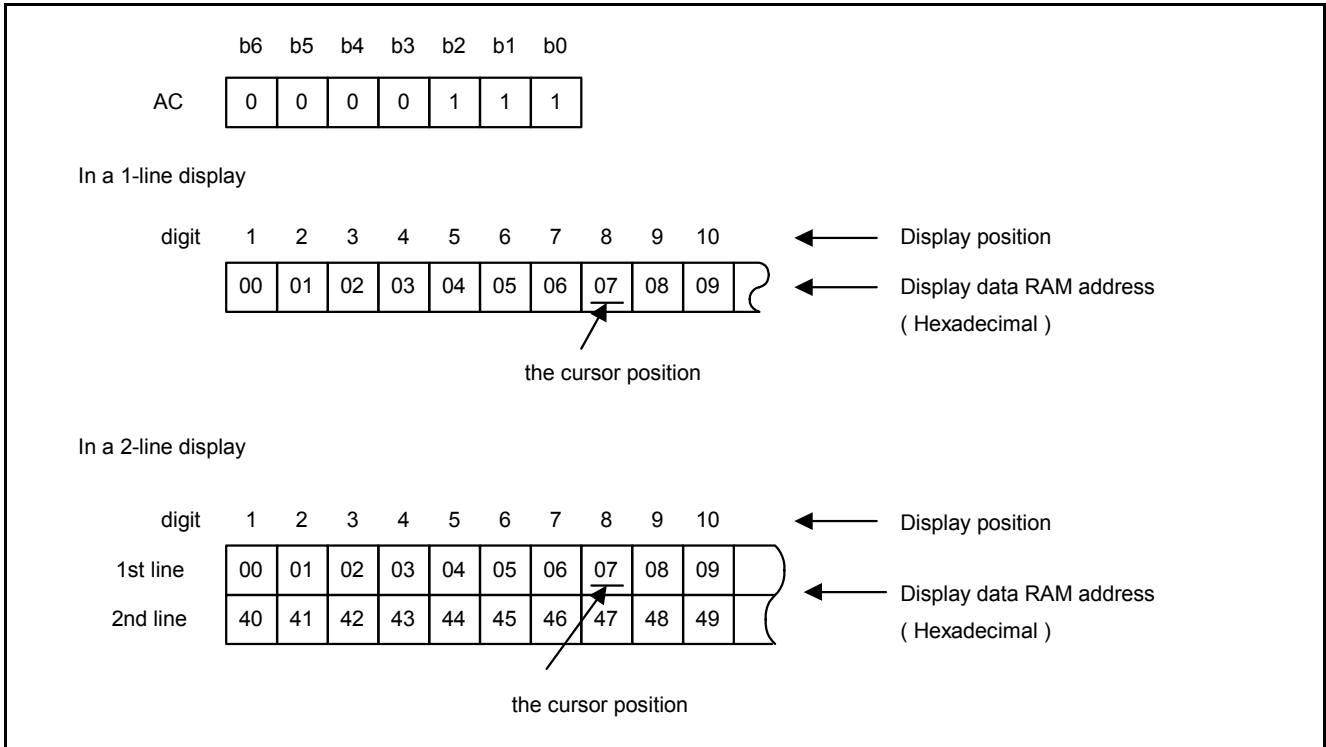 b6 b5 b4 b3 b2 b1 b0
AC 0 0 0 0 1 1 1
In a 1-line display
digit 1 2 3 4 5 6 7 8 9 10 Display position
00 01 02 03 04 05 06 07 08 09 Display data RAM address
( Hexadecimal )
the cursor position
In a 2-line display
digit 1 2 3 4 5 6 7 8 9 10 Display position
1st line 00 01 02 03 04 05 06 07 08 09
Display data RAM address
2nd line 40 41 42 43 44 45 46 47 48 49
( Hexadecimal )
the cursor position